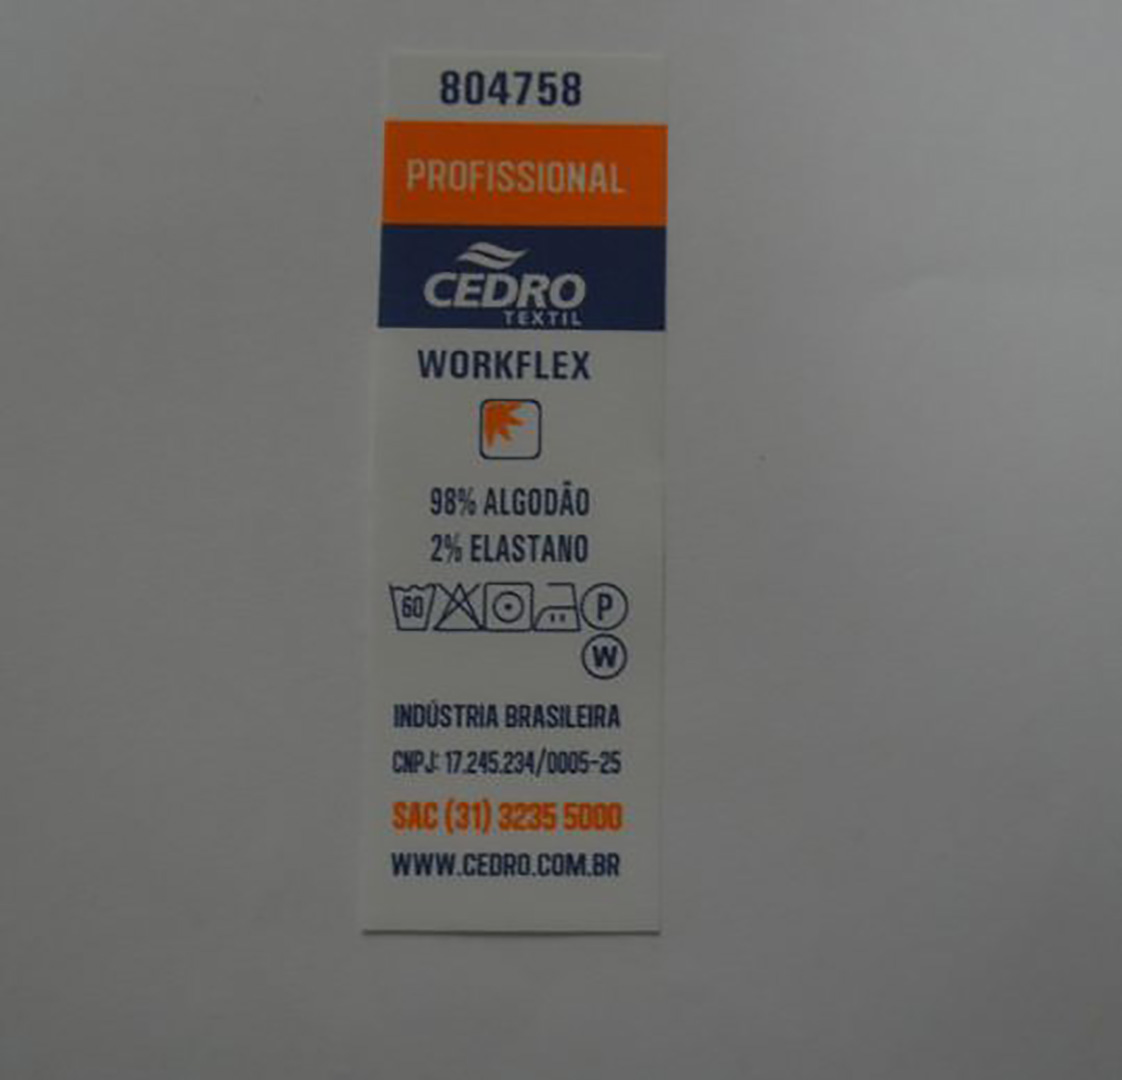 804758
PROFISSIONAL
CEDRO
TEXTIL
WORKFLEX
98% ALGODÃO
2% ELASTANO
60 P
W
INDÚSTRIA BRASILEIRA
CNPJ: 17.245.234/0005-25
SAC (31) 3235 5000
WWW.CEDRO.COM.BR